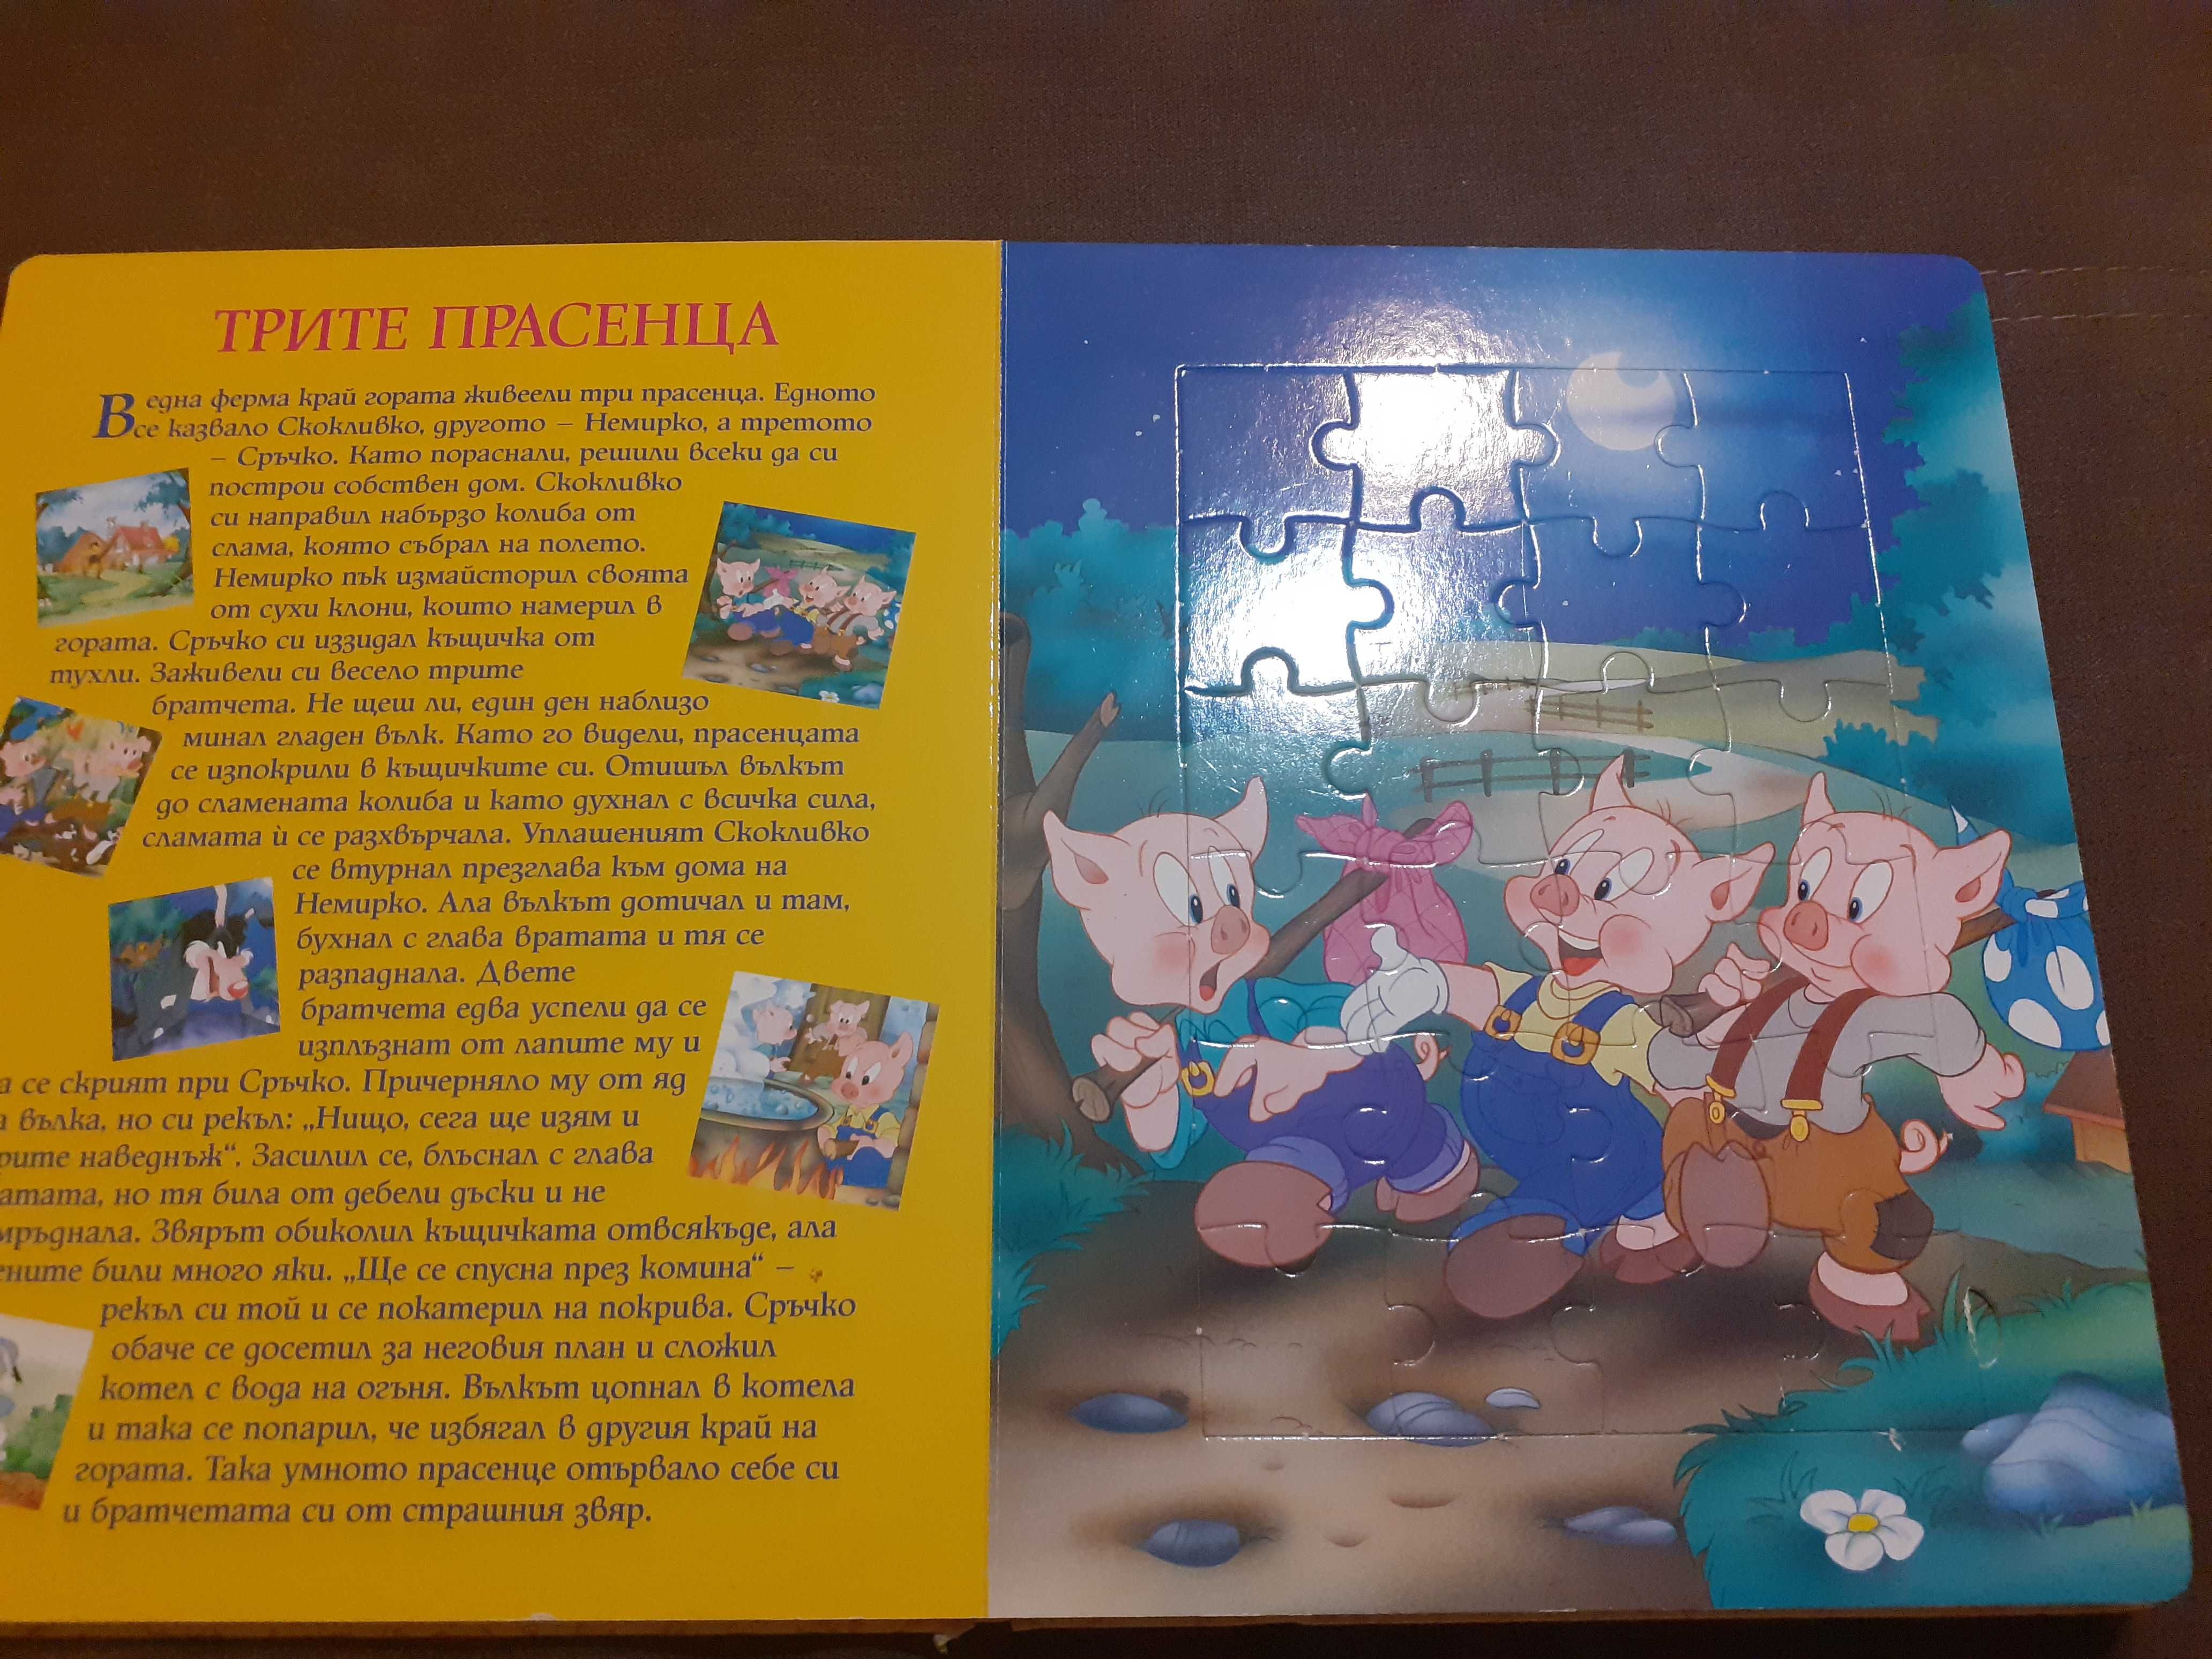 ТРИТЕ ПРАСЕНЦА
В една ферма край гората живеели три прасенца. Едното
се казвало Скокливко, другото – Немирко, а третото
– Сръчко. Като пораснали, решили всеки да си
построи собствен дом. Скокливко
си направил набързо колиба от
слама, която събрал на полето.
Немирко пък измайсторил своята
от сухи клони, които намерил в
гората. Сръчко си иззидал къщичка от
тухли. Заживели си весело трите
братчета. Не щеш ли, един ден наблизо
минал гладен вълк. Като го видели, прасенцата
се изпокрили в къщичките си. Отишъл вълкът
до сламената колиба и като духнал с всичка сила,
сламата ѝ се разхвърчала. Уплашеният Скокливко
се втурнал презглава към дома на
Немирко. Ала вълкът дотичал и там,
бухнал с глава вратата и тя се
разпаднала. Двете
братчета едва успели да се
изплъзнат от лапите му и
се скрият при Сръчко. Причерняло му от яд
вълка, но си рекъл: „Нищо, сега ще изям и
наведнъж“. Засилил се, блъснал с глава
но тя била от дебели дъски и не
Звярът обиколил къщичката отвсякъде, ала
били много яки. „Ще се спусна през комина“ –
рекъл си той и се покатерил на покрива. Сръчко
обаче се досетил за неговия план и сложил
котел с вода на огъня. Вълкът цопнал в котела
и така се попарил, че избягал в другия край на
гората. Така умното прасенце отървало себе си
и братчетата си от страшния звяр.